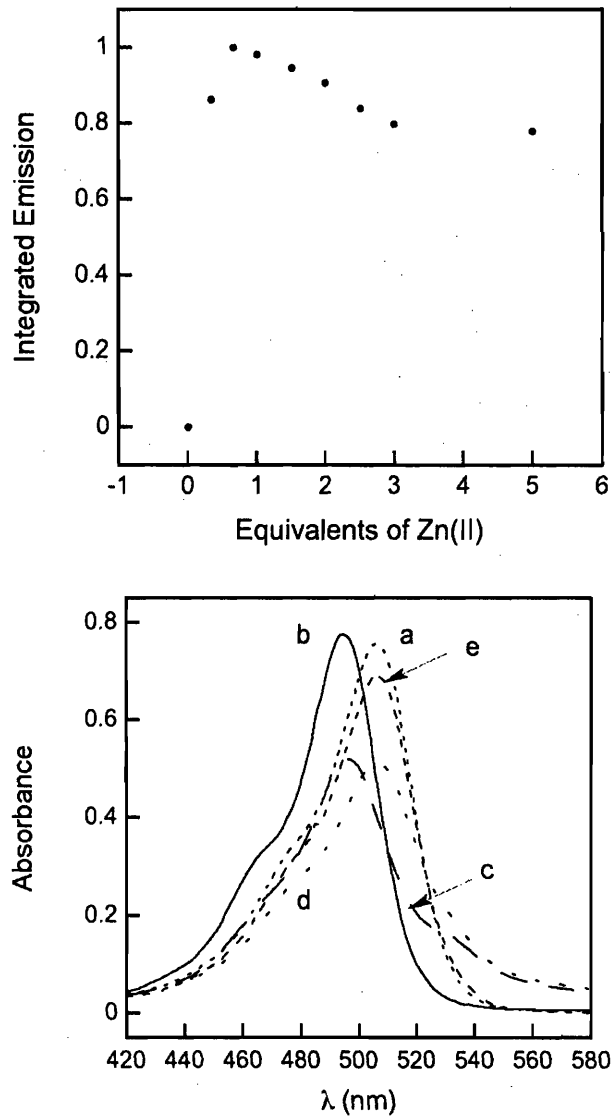 1
0.8
0.6
0.4
0.2
0
Integrated Emission
-1 0 1 2 3 4 5 6
Equivalents of Zn(II)
0.8
0.6
0.4
0.2
0
Absorbance
b a e
c
d
420 440 460 480 500 520 540 560 580
λ (nm)